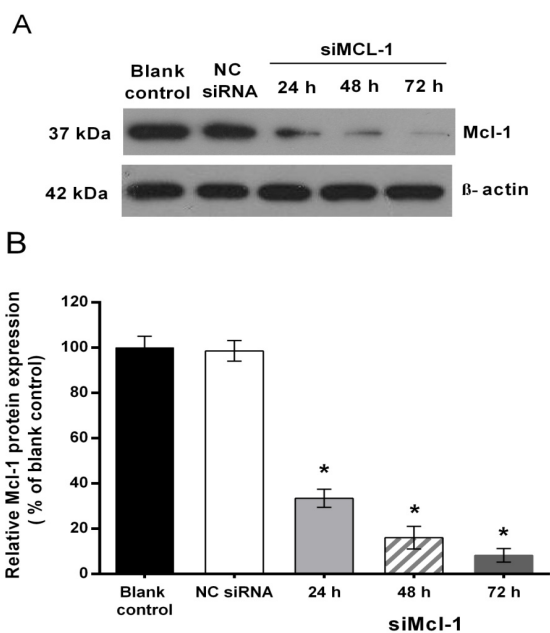 A
siMCL-1
Blank control
NC siRNA
24 h 48 h 72 h
37 kDa
Mcl-1
42 kDa
ß- actin
B
Relative Mcl-1 protein expression
( % of blank control)
120
100
80
60
40
20
0
*
*
*
Blank control
NC siRNA
24 h
48 h
72 h
siMcl-1